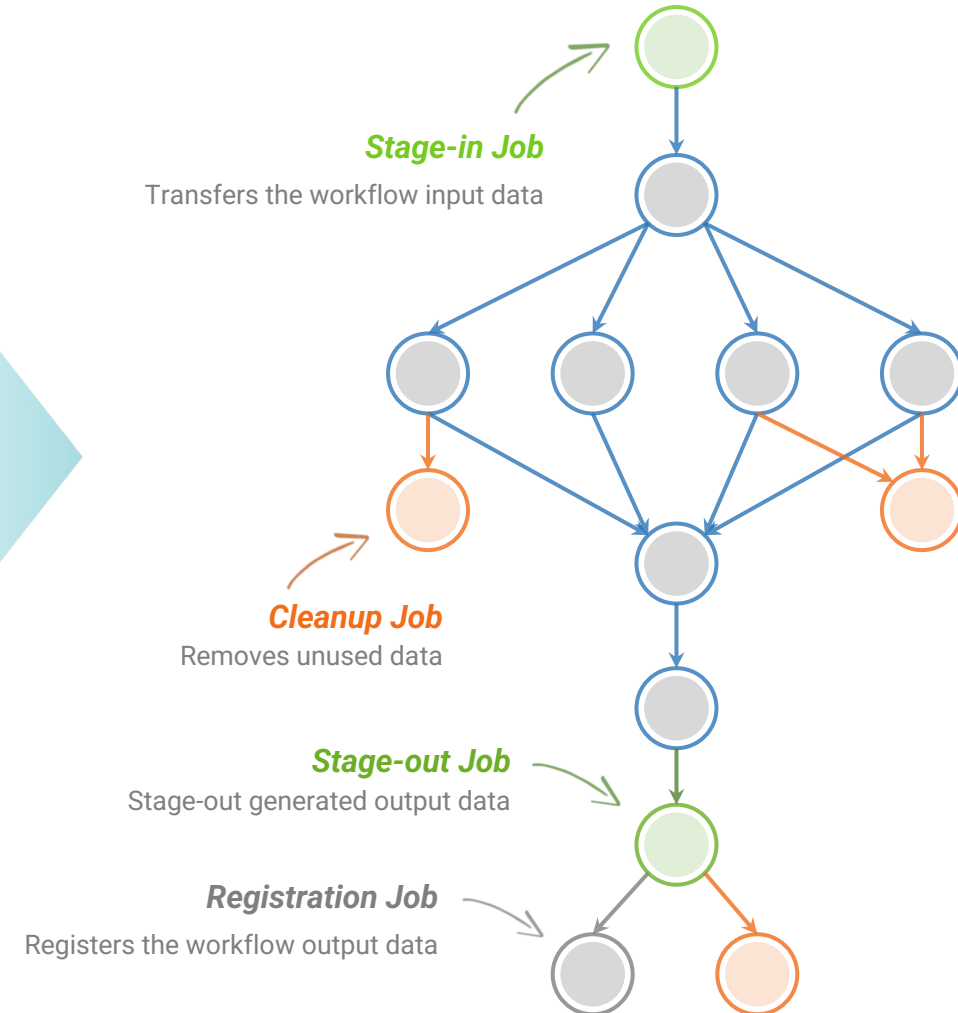 Stage-in Job
Transfers the workflow input data
Cleanup Job
Removes unused data
Stage-out Job
Stage-out generated output data
Registration Job
Registers the workflow output data